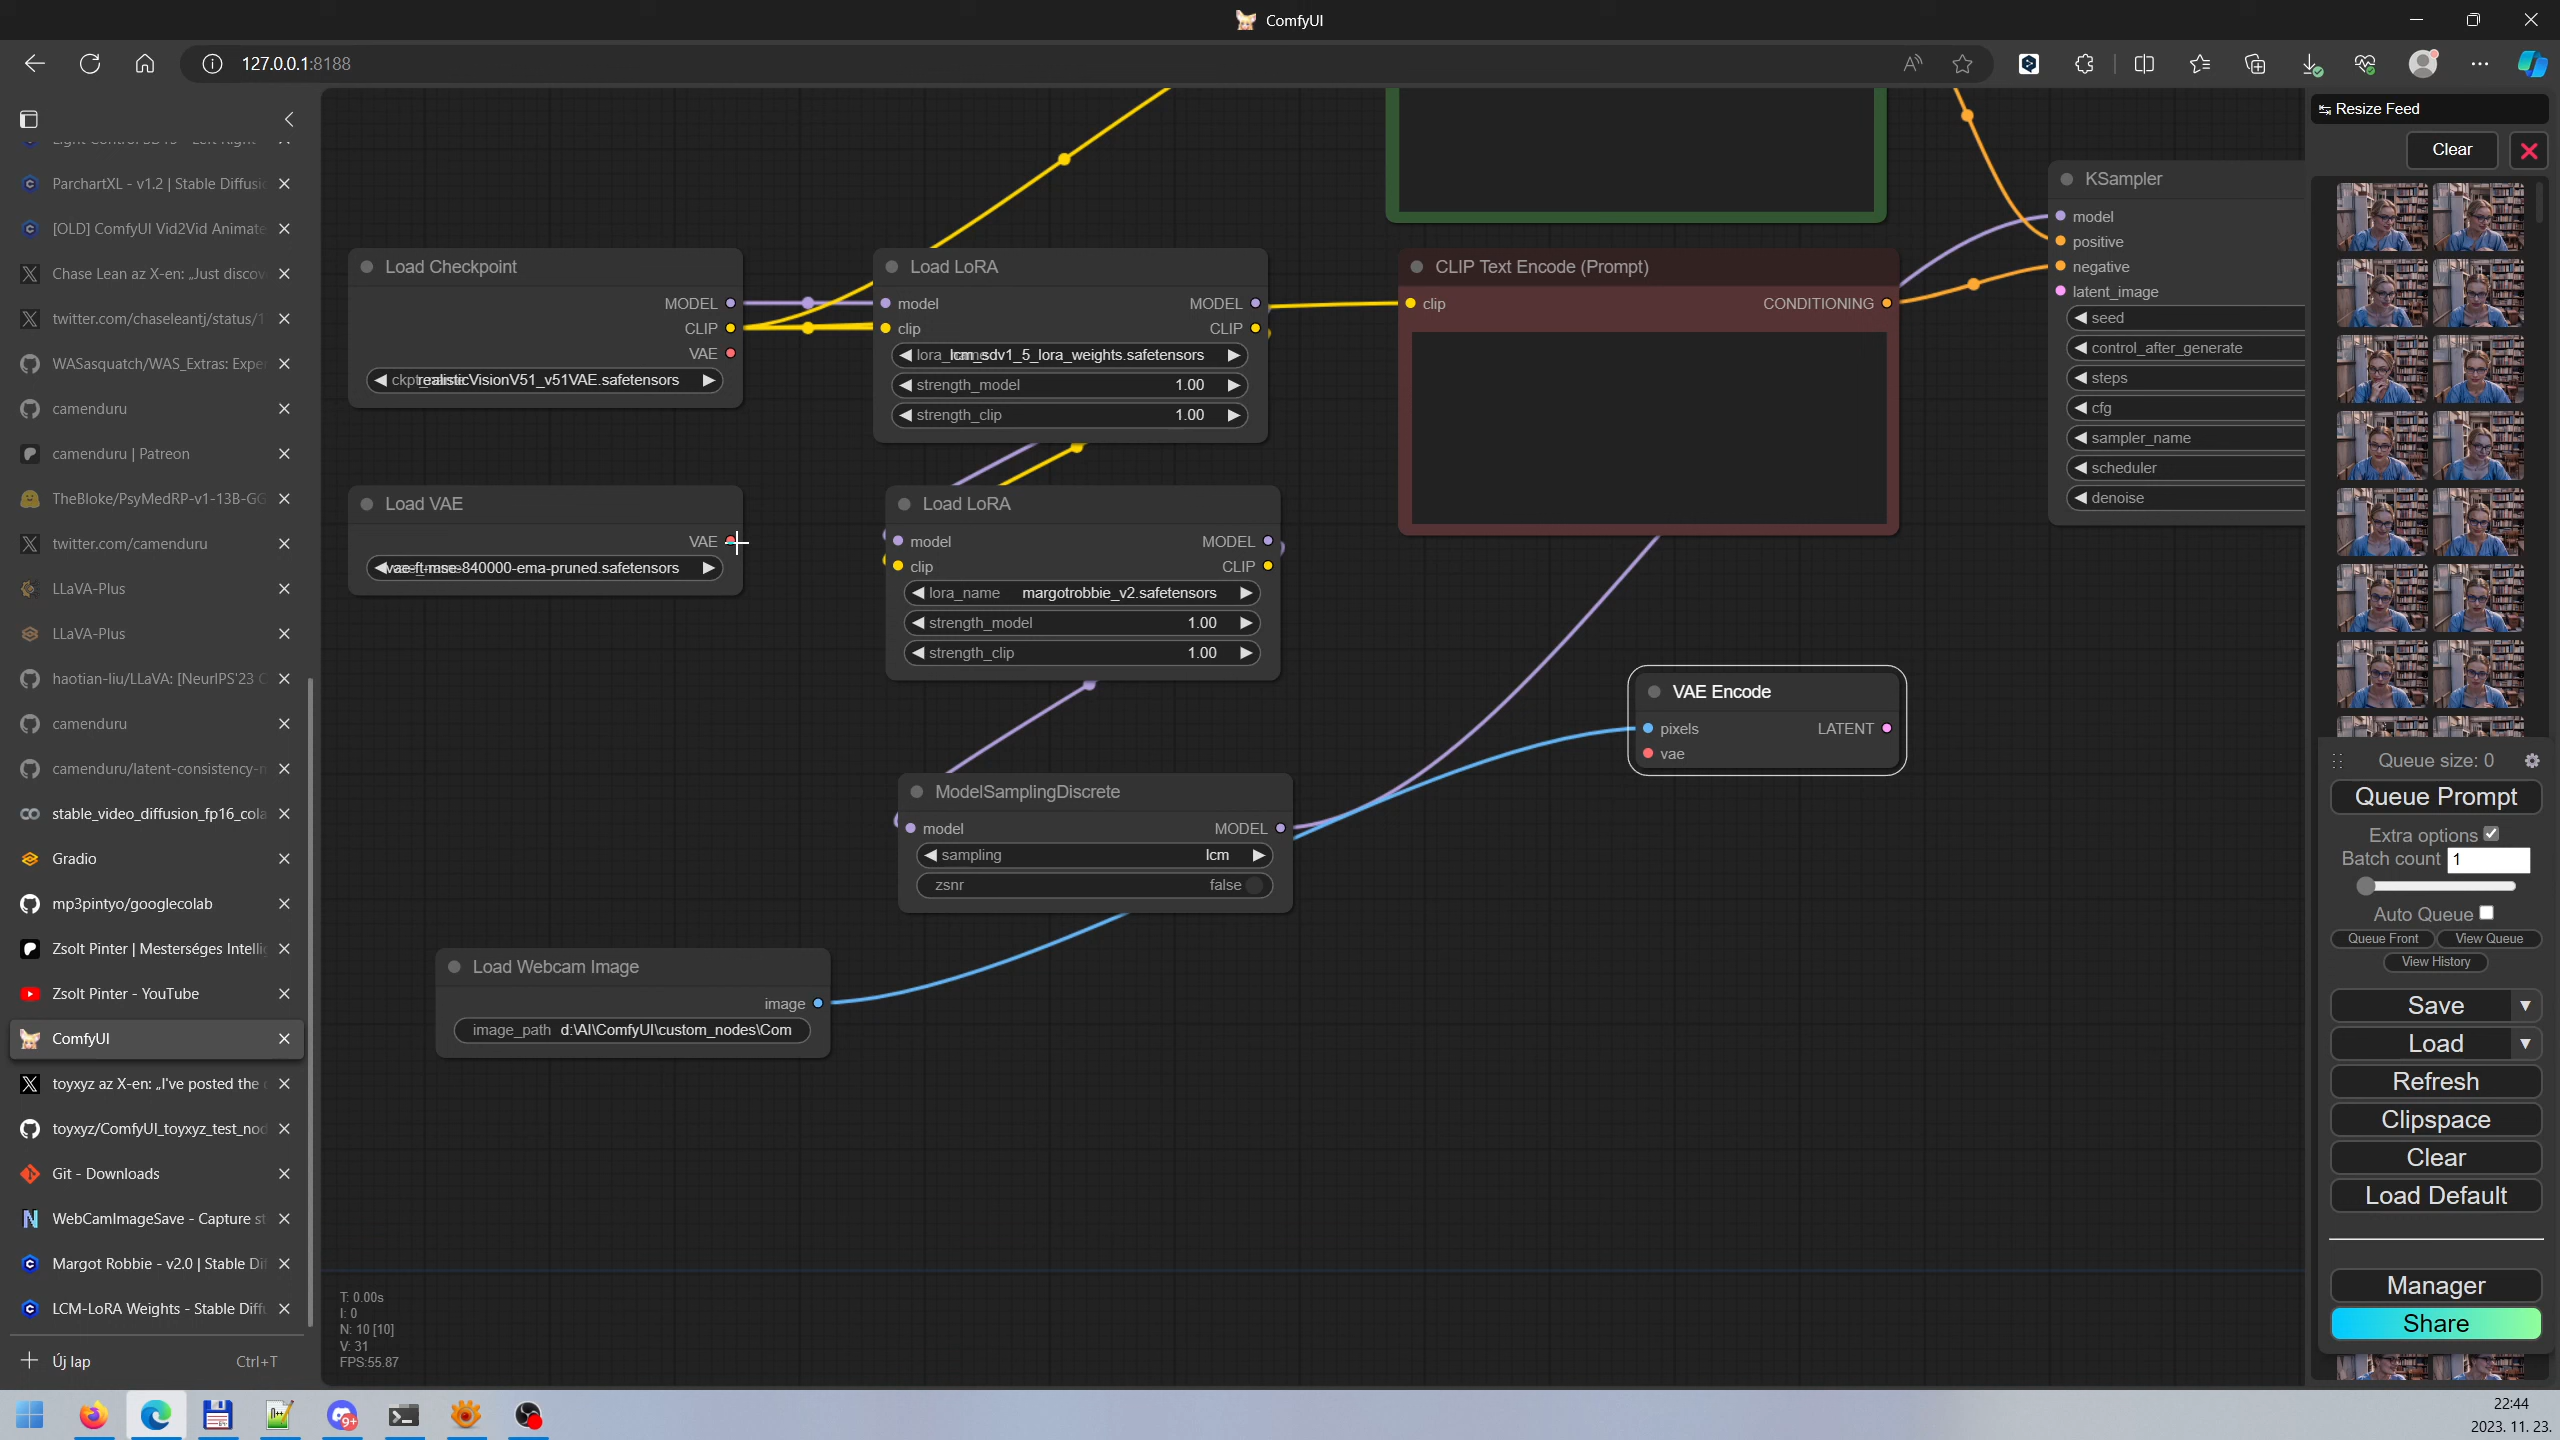 ComfyUI
127.0.0.1:8188
ParchartXL - v1.2 | Stable Diffusi
[OLD] ComfyUI Vid2Vid Animate
Chase Lean az X-en: „Just discov
twitter.com/chaseleantj/status/1
WASasquatch/WAS_Extras: Expe
camenduru
camenduru | Patreon
TheBloke/PsyMedRP-v1-13B-GG
twitter.com/camenduru
LLaVA-Plus
LLaVA-Plus
haotian-liu/LLaVA: [NeurIPS'23 O
camenduru
camenduru/latent-consistency-m
stable_video_diffusion_fp16_cola
Gradio
mp3pintyo/googlecolab
Zsolt Pinter | Mesterséges Intellig
Zsolt Pinter - YouTube
ComfyUI
toyxyz az X-en: „I've posted the c
toyxyz/ComfyUI_toyxyz_test_nod
Git - Downloads
WebCamImageSave - Capture st
Margot Robbie - v2.0 | Stable Dif
LCM-LoRA Weights - Stable Diffu
Új lap Ctrl+T
Load Checkpoint
MODEL
CLIP
VAE
realisticVisionV51_v51VAE.safetensors
Load VAE
VAE
vae-ft-mse-840000-ema-pruned.safetensors
Load LoRA
model MODEL
clip CLIP
lcm_sdv1_5_lora_weights.safetensors
strength_model 1.00
strength_clip 1.00
Load LoRA
model MODEL
clip CLIP
lora_name margotrobbie_v2.safetensors
strength_model 1.00
strength_clip 1.00
ModelSamplingDiscrete
model MODEL
sampling lcm
zsnr false
Load Webcam Image
image
image_path d:\AI\ComfyUI\custom_nodes\Com
CLIP Text Encode (Prompt)
clip CONDITIONING
VAE Encode
pixels LATENT
vae
KSampler
model
positive
negative
latent_image
seed
control_after_generate
steps
cfg
sampler_name
scheduler
denoise
T: 0.00s
I: 0
N: 10 [10]
V: 31
FPS:55.87
Resize Feed
Clear
Queue size: 0
Queue Prompt
Extra options
Batch count 1
Auto Queue
Queue Front View Queue
View History
Save
Load
Refresh
Clipspace
Clear
Load Default
Manager
Share
9+
22:44
2023. 11. 23.